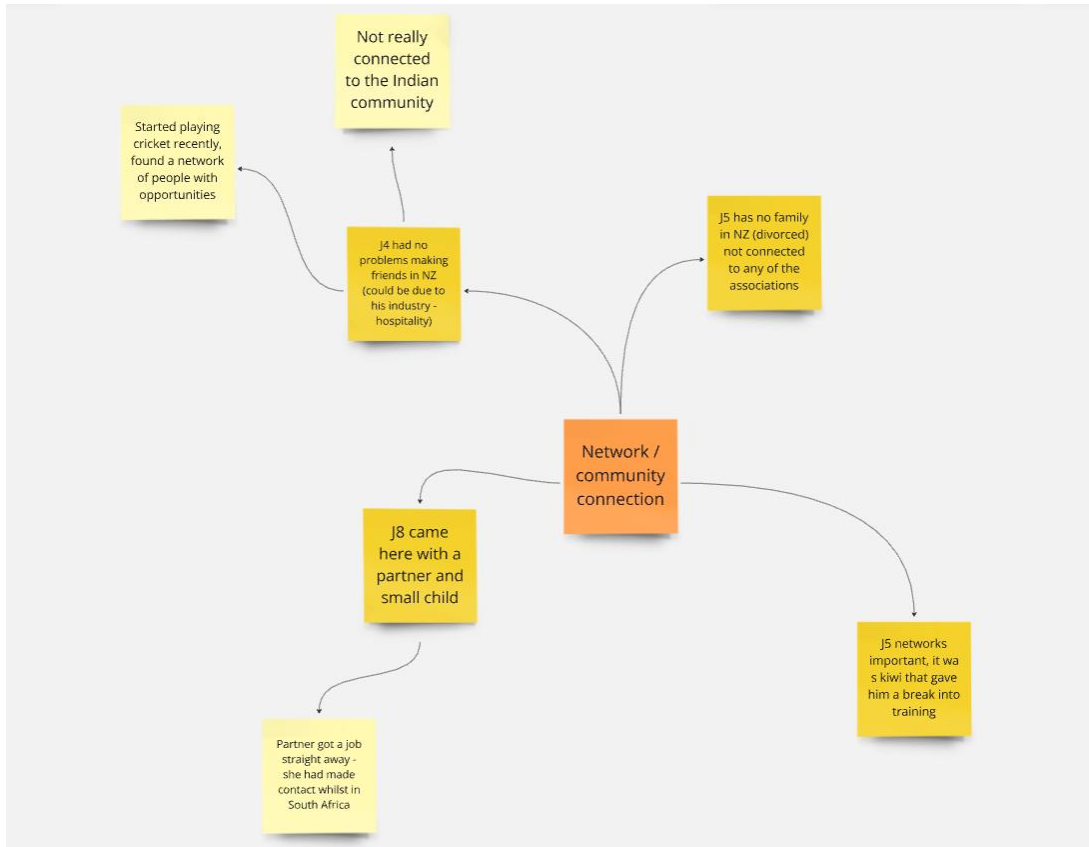 Not really
connected
to the Indian
community
Started playing
cricket recently,
found a network
of people with
opportunities
J4 had no
problems making
friends in NZ
(could be due to
his industry -
hospitality)
J5 has no family
in NZ (divorced)
not connected
to any of the
associations
Network /
community
connection
J8 came
here with a
partner and
small child
J5 networks
important, it wa
s kiwi that gave
him a break into
training
Partner got a job
straight away -
she had made
contact whilst in
South Africa